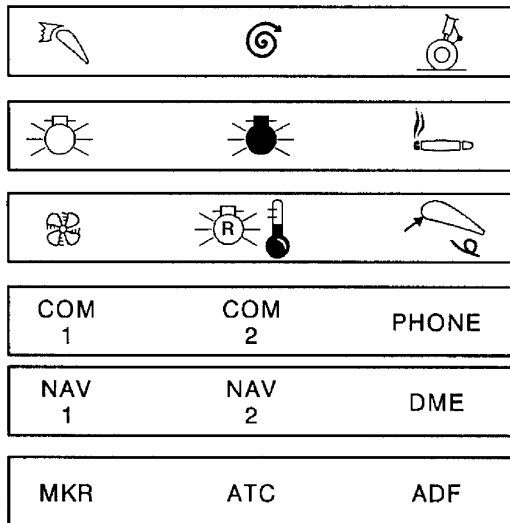 R
COM COM PHONE
1 2
NAV NAV DME
1 2
MKR ATC ADF